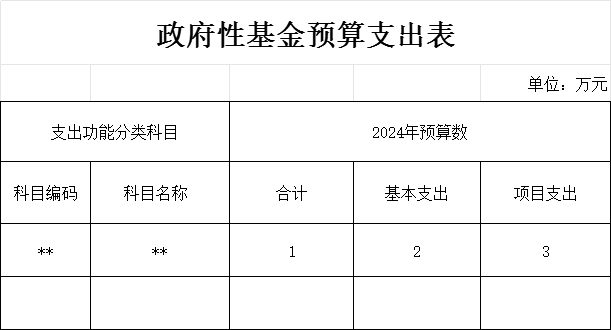 政府性基金预算支出表
单位：万元
支出功能分类科目 2024年预算数
科目编码 科目名称 合计 基本支出 项目支出
** ** 1 2 3